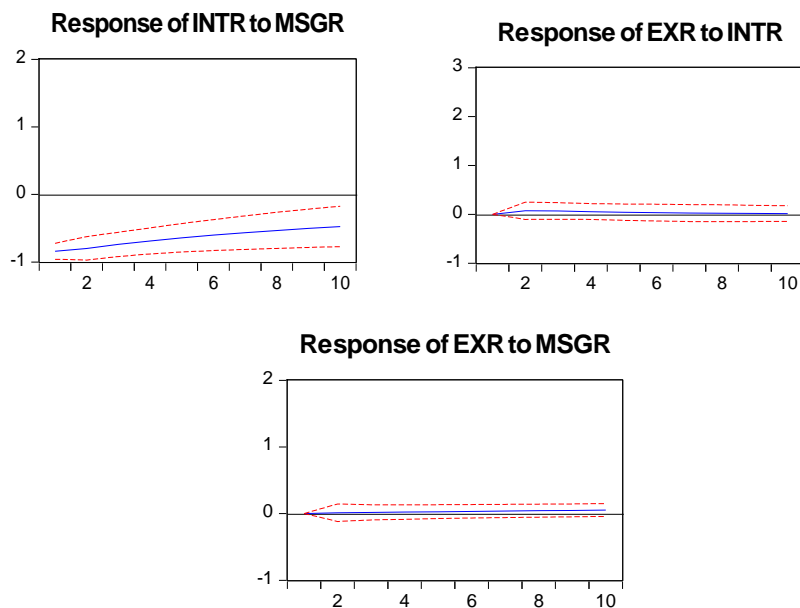 Response of INTR to MSGR
2
1
0
-1
2 4 6 8 10
Response of EXR to INTR
3
2
1
0
-1
2 4 6 8 10
Response of EXR to MSGR
2
1
0
-1
2 4 6 8 10